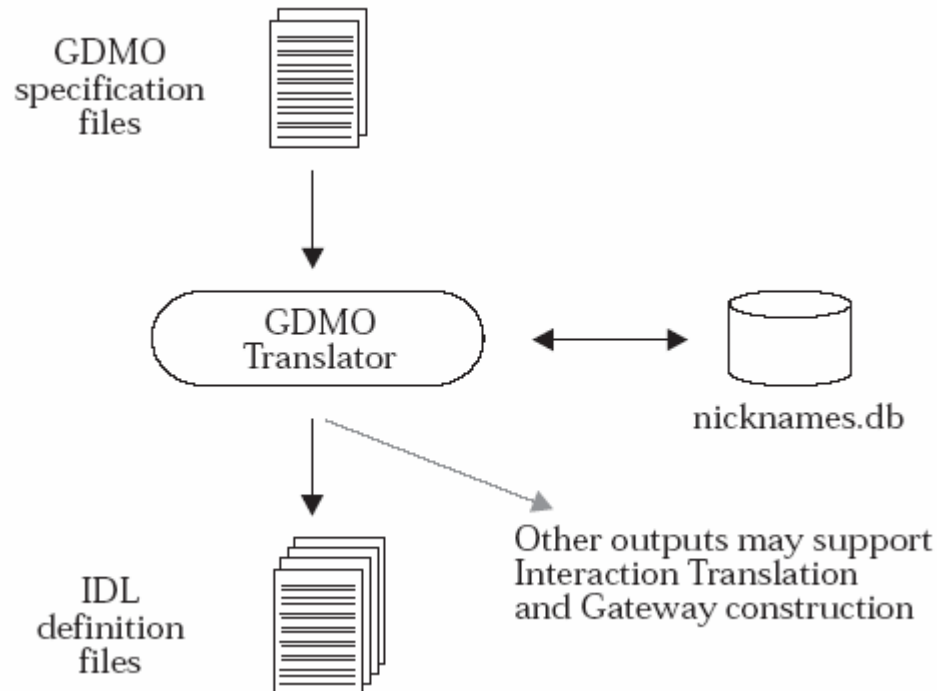 GDMO
specification
files
GDMO
Translator
nicknames.db
Other outputs may support
Interaction Translation
and Gateway construction
IDL
definition
files